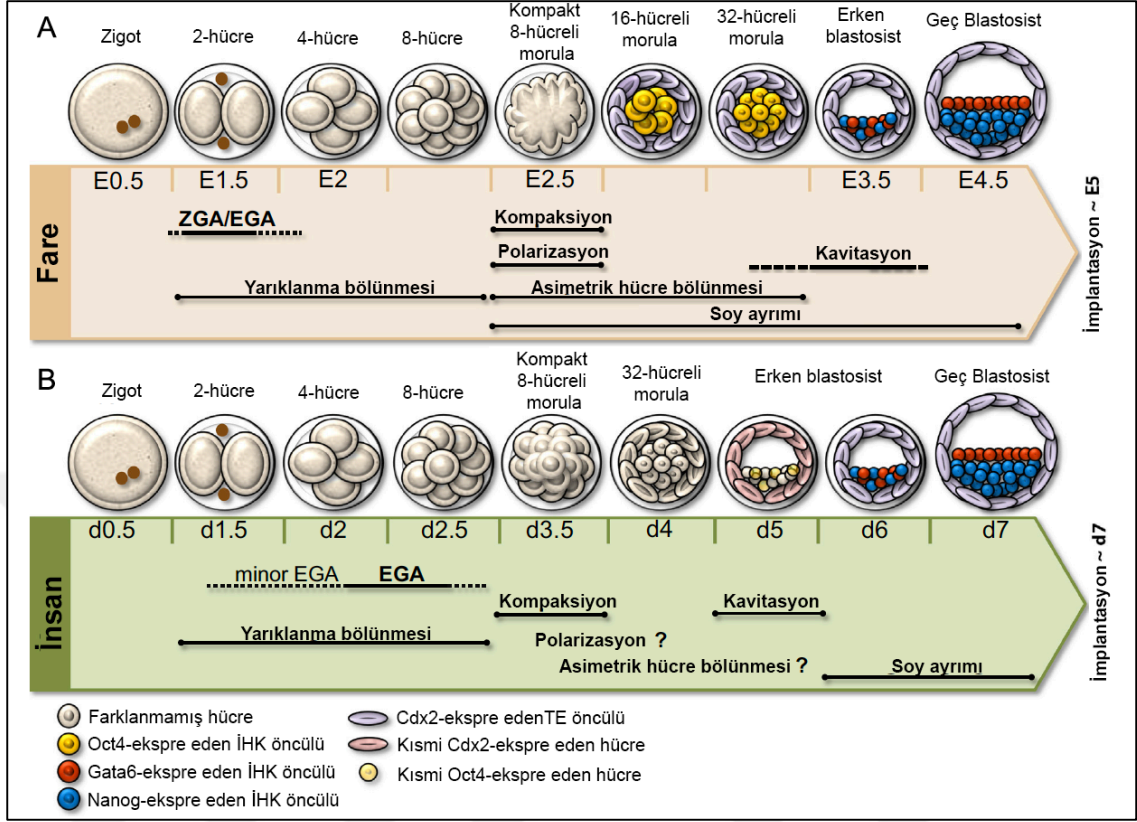 A
Zigot
2-hücre
4-hücre
8-hücre
Kompakt
8-hücreli
morula
16-hücreli
morula
32-hücreli
morula
Erken
blastosist
Geç Blastosist
E0.5
E1.5
E2
E2.5
E3.5
E4.5
Fare
ZGA/EGA
Kompaksiyon
Polarizasyon
Kavitasyon
Yarıklanma bölünmesi
Asimetrik hücre bölünmesi
Soy ayrımı
İmplantasyon ~ E5
B
Zigot
2-hücre
4-hücre
8-hücre
Kompakt
8-hücreli
morula
32-hücreli
morula
Erken blastosist
Geç Blastosist
d0.5
d1.5
d2
d2.5
d3.5
d4
d5
d6
d7
İnsan
minor EGA
EGA
Kompaksiyon
Kavitasyon
Yarıklanma bölünmesi
Polarizasyon ?
Asimetrik hücre bölünmesi ?
Soy ayrımı
implantasyon ~ d7
Farklanmamış hücre
Oct4-ekspre eden İHK öncülü
Gata6-ekspre eden İHK öncülü
Nanog-ekspre eden İHK öncülü
Cdx2-ekspre edenTE öncülü
Kısmi Cdx2-ekspre eden hücre
Kısmi Oct4-ekspre eden hücre